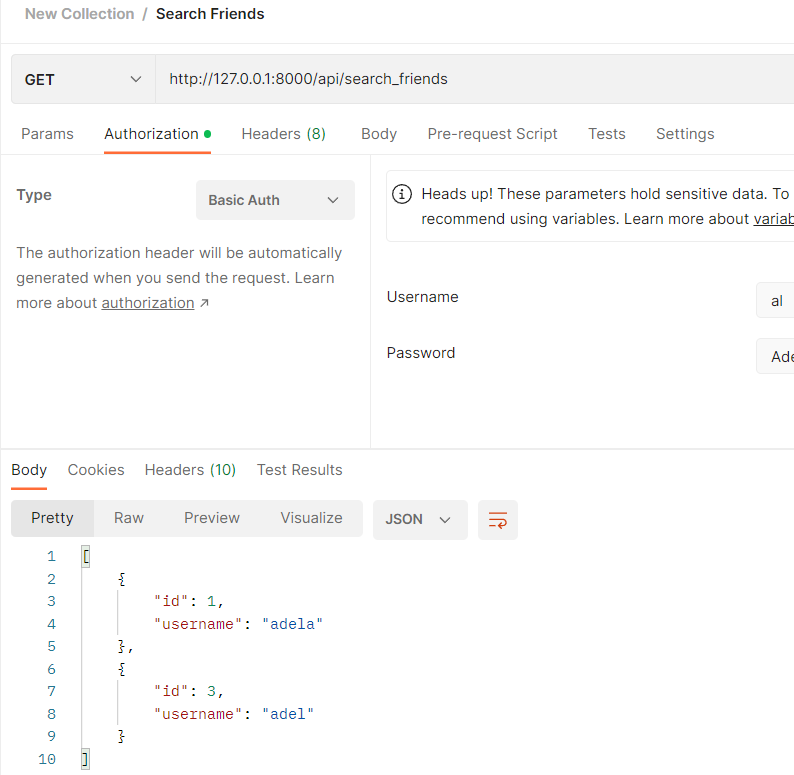 New Collection / Search Friends
GET http://127.0.0.1:8000/api/search_friends
Params Authorization Headers (8) Body Pre-request Script Tests Settings
Type Basic Auth
The authorization header will be automatically
generated when you send the request. Learn
more about authorization ↗
Heads up! These parameters hold sensitive data. To
recommend using variables. Learn more about variab
Username al
Password Ade
Body Cookies Headers (10) Test Results
Pretty Raw Preview Visualize JSON
1 [
2 {
3 "id": 1,
4 "username": "adela"
5 },
6 {
7 "id": 3,
8 "username": "adel"
9 }
10 ]